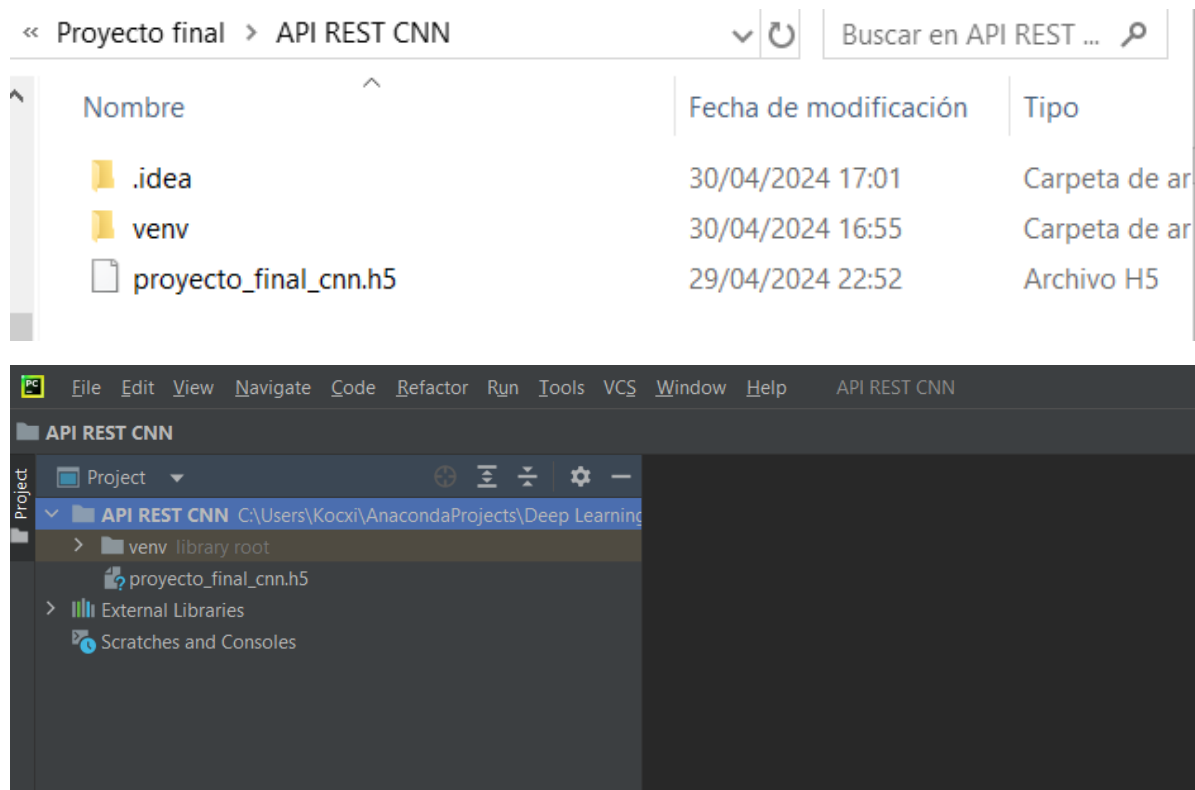 « Proyecto final > API REST CNN Buscar en API REST ...
Nombre Fecha de modificación Tipo
.idea 30/04/2024 17:01 Carpeta de ar
venv 30/04/2024 16:55 Carpeta de ar
proyecto_final_cnn.h5 29/04/2024 22:52 Archivo H5
PC File Edit View Navigate Code Refactor Run Tools VCS Window Help API REST CNN
API REST CNN
Project
Project
API REST CNN C:\Users\Kocxi\AnacondaProjects\Deep Learning
venv library root
proyecto_final_cnn.h5
External Libraries
Scratches and Consoles